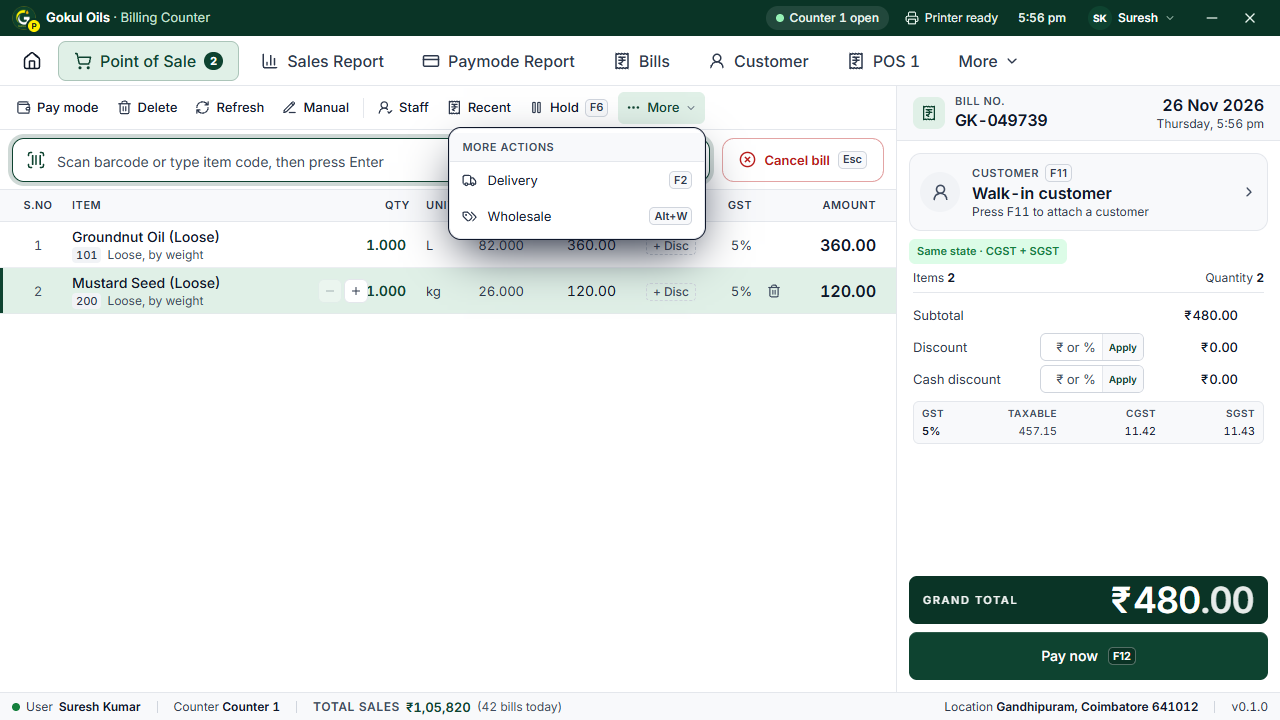 Gokul Oils · Billing Counter
Counter 1 open
Printer ready
5:56 pm
SK Suresh
Point of Sale 2
Sales Report
Paymode Report
Bills
Customer
POS 1
More
Pay mode
Delete
Refresh
Manual
Staff
Recent
Hold F6
More
BILL NO.
GK-049739
26 Nov 2026
Thursday, 5:56 pm
Scan barcode or type item code, then press Enter
MORE ACTIONS
Delivery F2
Wholesale Alt+W
Cancel bill Esc
S.NO ITEM QTY UNI GST AMOUNT
1 Groundnut Oil (Loose) 1.000 L 82.000 360.00 + Disc 5% 360.00
101 Loose, by weight
2 Mustard Seed (Loose) − + 1.000 kg 26.000 120.00 + Disc 5% 120.00
200 Loose, by weight
CUSTOMER F11
Walk-in customer
Press F11 to attach a customer
Same state · CGST + SGST
Items 2 Quantity 2
Subtotal ₹480.00
Discount ₹ or % Apply ₹0.00
Cash discount ₹ or % Apply ₹0.00
GST TAXABLE CGST SGST
5% 457.15 11.42 11.43
GRAND TOTAL ₹480.00
Pay now F12
User Suresh Kumar
Counter Counter 1
TOTAL SALES ₹1,05,820 (42 bills today)
Location Gandhipuram, Coimbatore 641012
v0.1.0